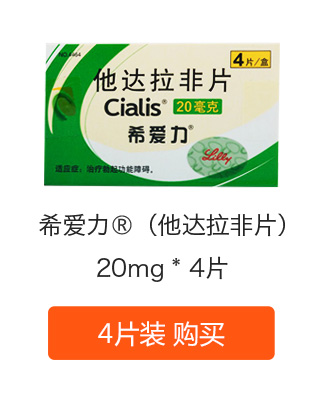 NO.4464
4片/盒
他达拉非片
Cialis® 20毫克
希爱力®
Lilly
适应症：治疗勃起功能障碍。
希爱力®（他达拉非片）
20mg * 4片
4片装 购买